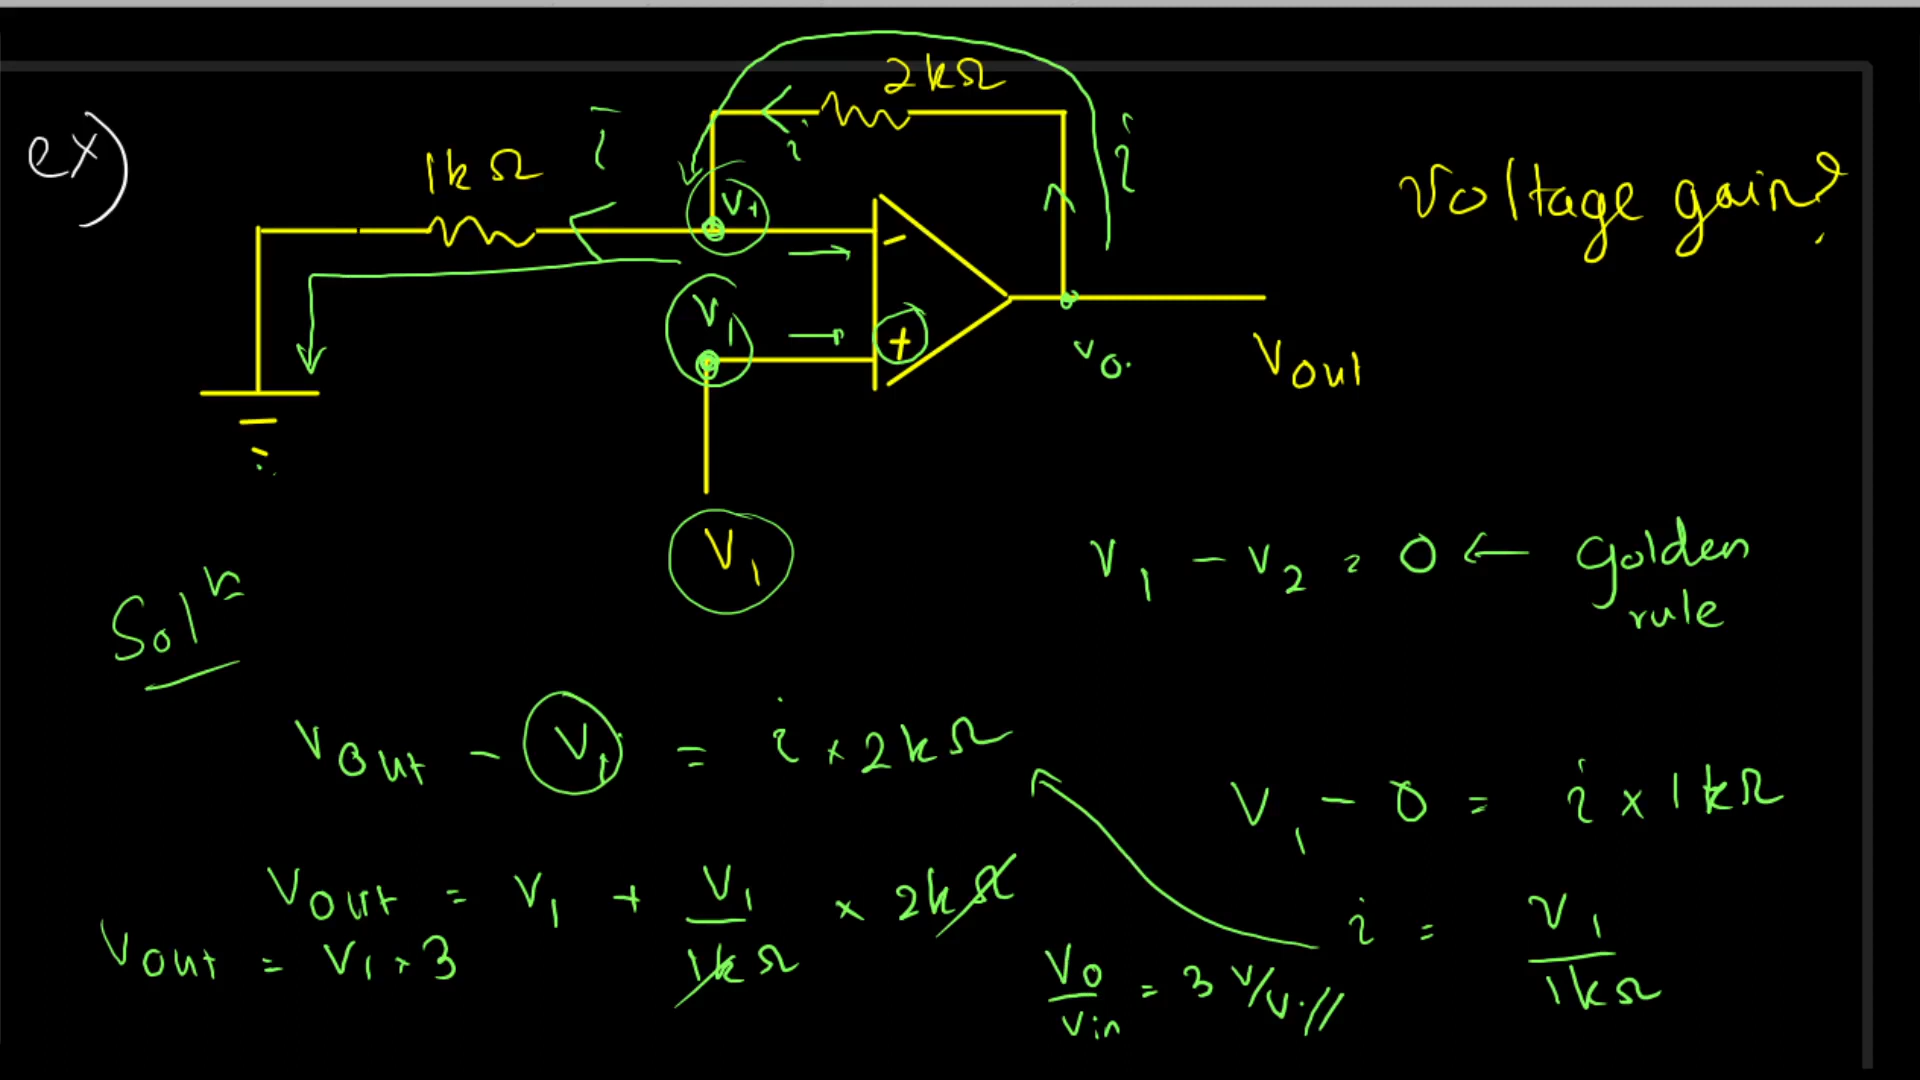 ex)
2kΩ
i
i
i
1kΩ
Voltage gain?
V1
-
V1
+
Vo.
Vout
V1
V1 - V2 = 0 ← Golden rule
Solⁿ
Vout - V1 = i × 2kΩ
V1 - 0 = i × 1kΩ
Vout = V1 + V1/1kΩ × 2kΩ
i = V1/1kΩ
Vout = V1 × 3
Vo/Vin = 3 V/V.//